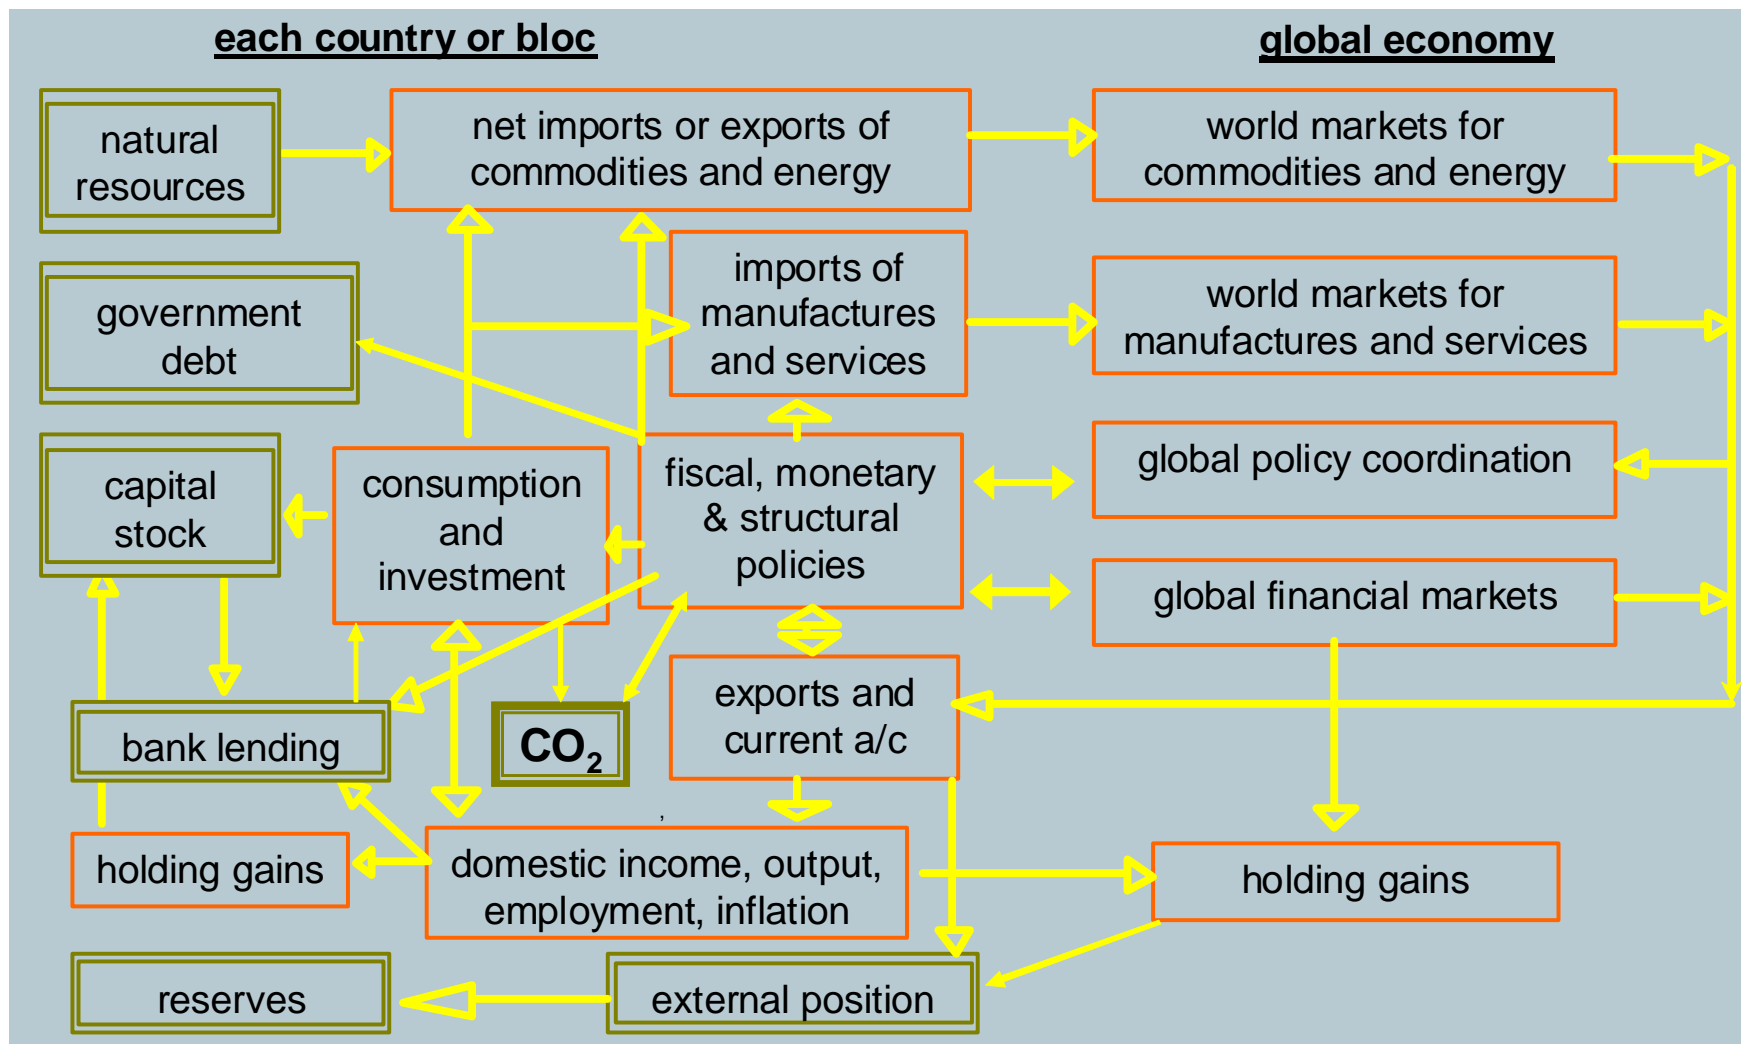 each country or bloc
global economy
natural
resources
net imports or exports of
commodities and energy
world markets for
commodities and energy
government
debt
imports of
manufactures
and services
world markets for
manufactures and services
capital
stock
consumption
and
investment
fiscal, monetary
& structural
policies
global policy coordination
global financial markets
bank lending
CO₂
exports and
current a/c
,
holding gains
domestic income, output,
employment, inflation
holding gains
reserves
external position